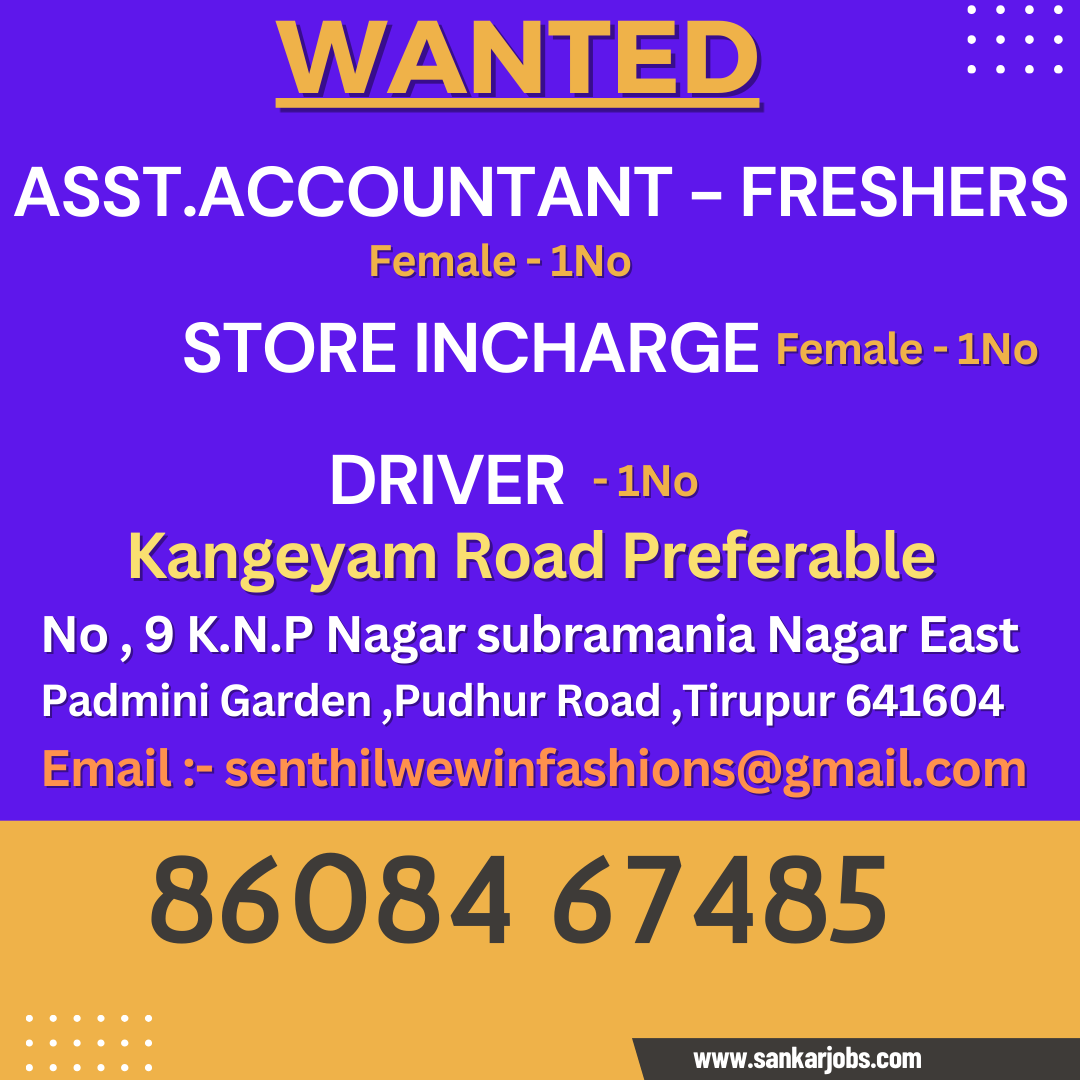 WANTED
ASST.ACCOUNTANT – FRESHERS
Female - 1No
STORE INCHARGE Female - 1No
DRIVER - 1No
Kangeyam Road Preferable
No , 9 K.N.P Nagar subramania Nagar East
Padmini Garden ,Pudhur Road ,Tirupur 641604
Email :- senthilwewinfashions@gmail.com
86084 67485
www.sankarjobs.com